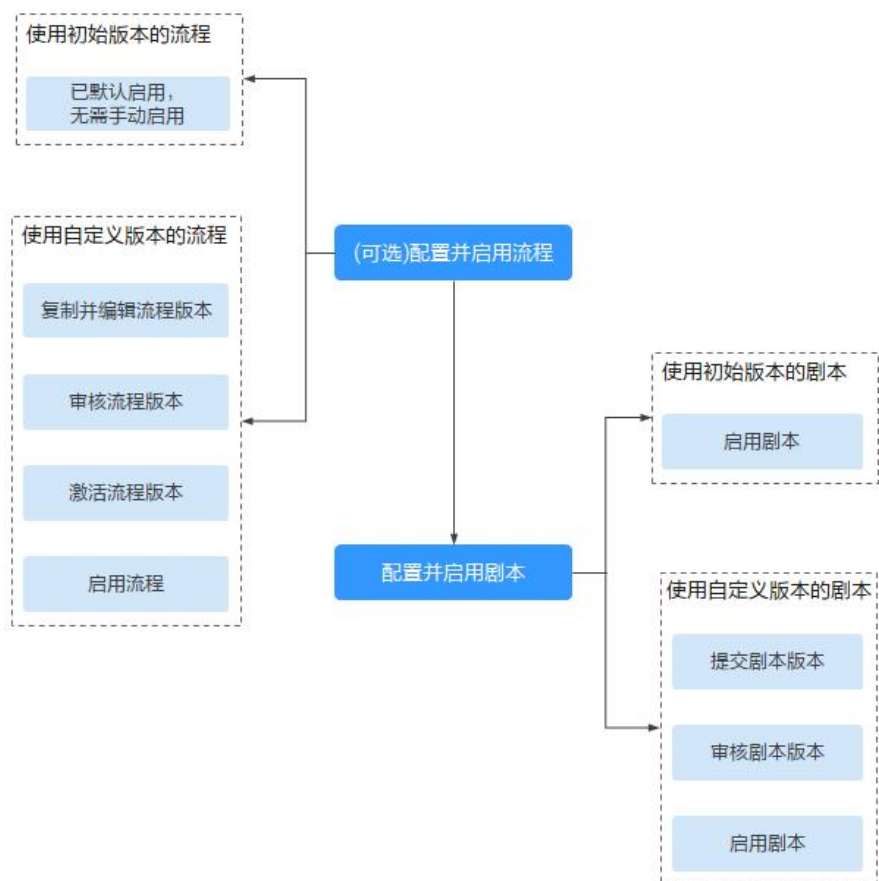 使用初始版本的流程
已默认启用，
无需手动启用
使用自定义版本的流程
复制并编辑流程版本
审核流程版本
激活流程版本
启用流程
(可选)配置并启用流程
配置并启用剧本
使用初始版本的剧本
启用剧本
使用自定义版本的剧本
提交剧本版本
审核剧本版本
启用剧本